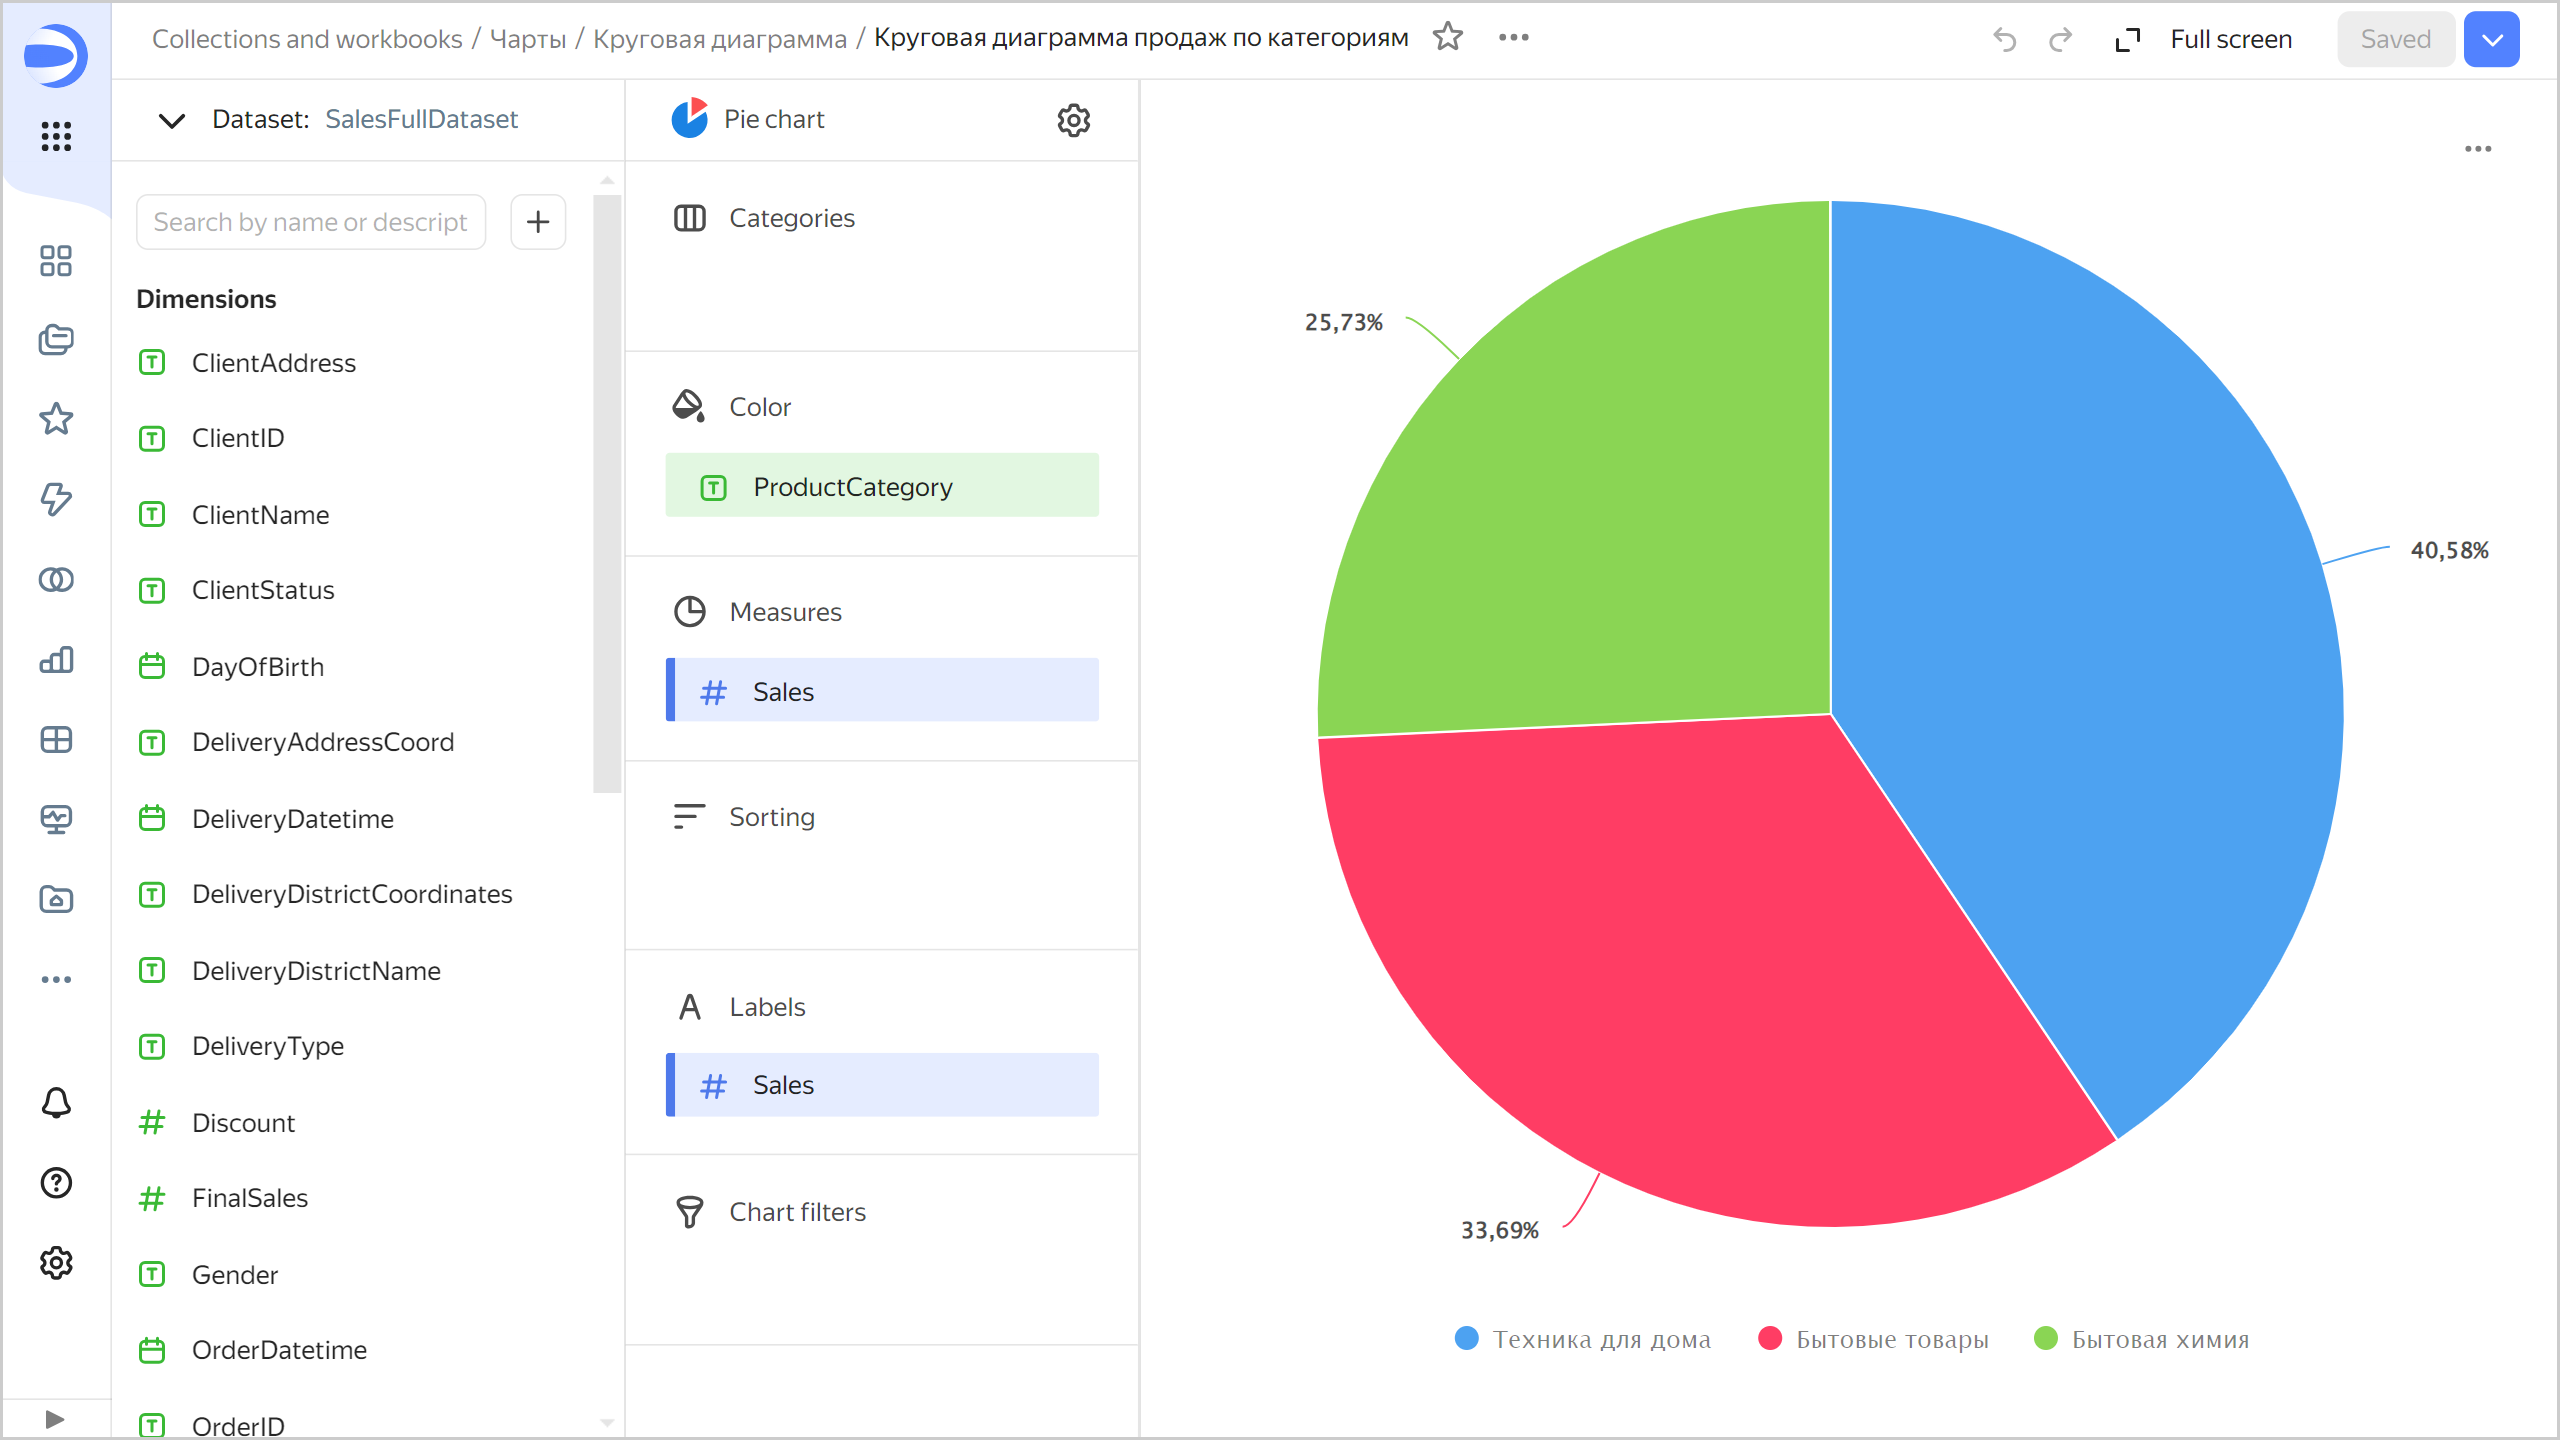 Collections and workbooks / Чарты / Круговая диаграмма / Круговая диаграмма продаж по категориям
Full screen
Saved
Dataset: SalesFullDataset
Search by name or descript
Dimensions
ClientAddress
ClientID
ClientName
ClientStatus
DayOfBirth
DeliveryAddressCoord
DeliveryDatetime
DeliveryDistrictCoordinates
DeliveryDistrictName
DeliveryType
Discount
FinalSales
Gender
OrderDatetime
OrderID
Pie chart
Categories
Color
ProductCategory
Measures
Sales
Sorting
Labels
Sales
Chart filters
25,73%
40,58%
33,69%
Техника для дома
Бытовые товары
Бытовая химия